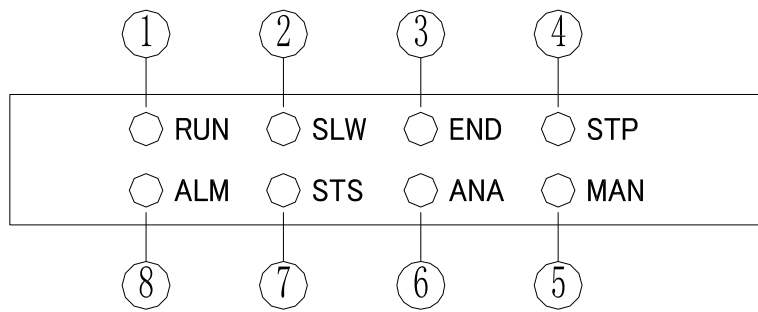 1 2 3 4
RUN SLW END STP
ALM STS ANA MAN
8 7 6 5